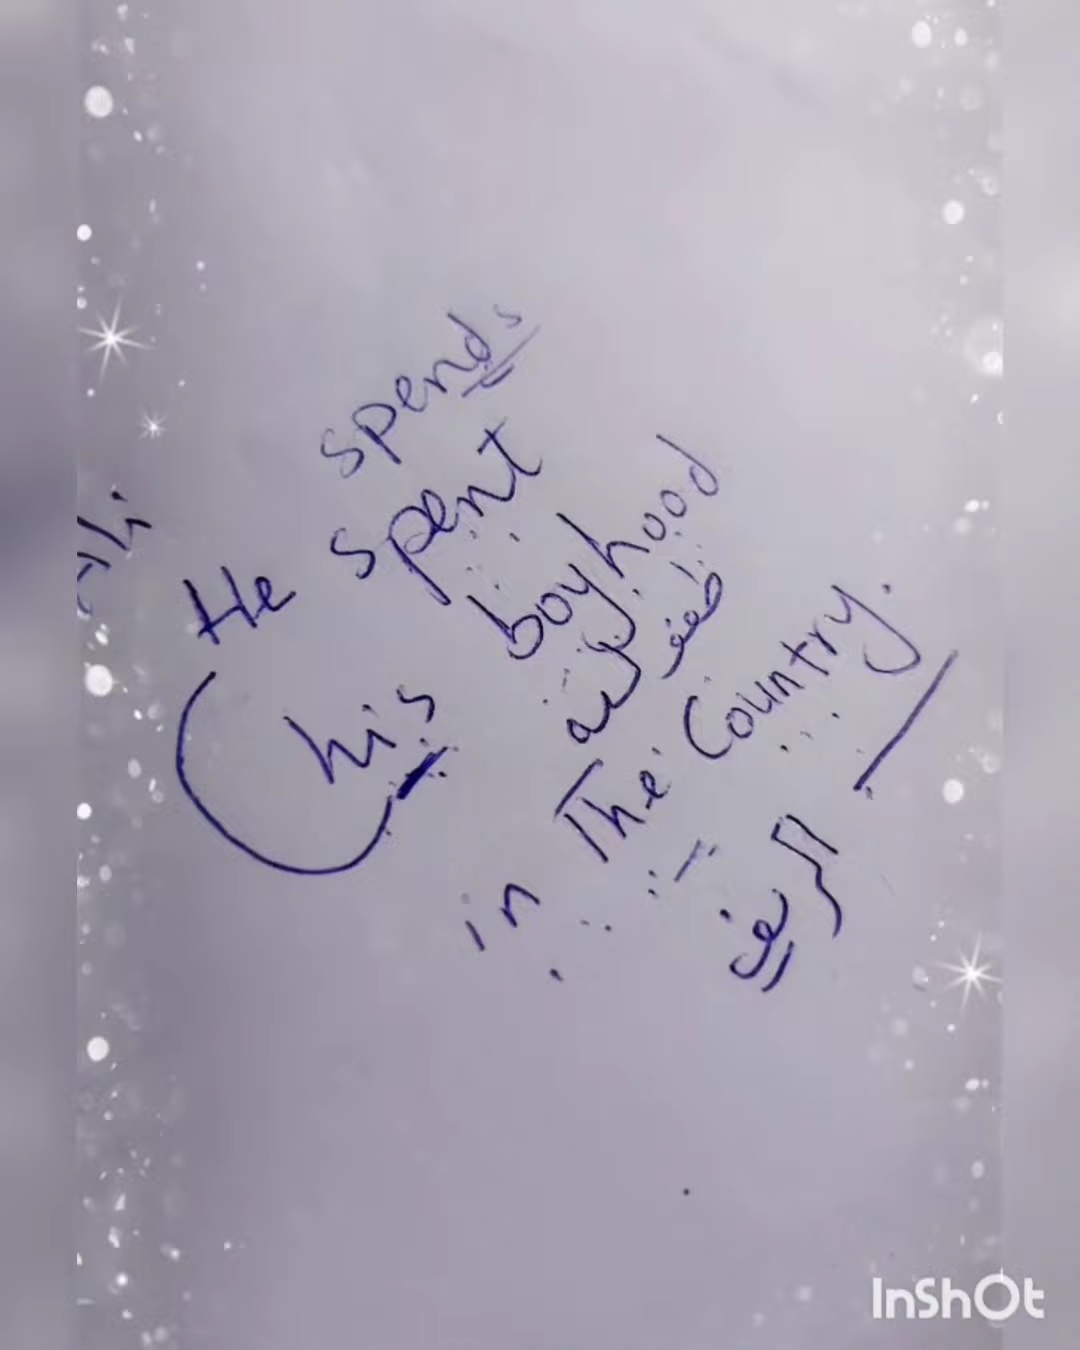 spends
He spent
his boyhood
طفولته
in The Country.
الريف
InShOt